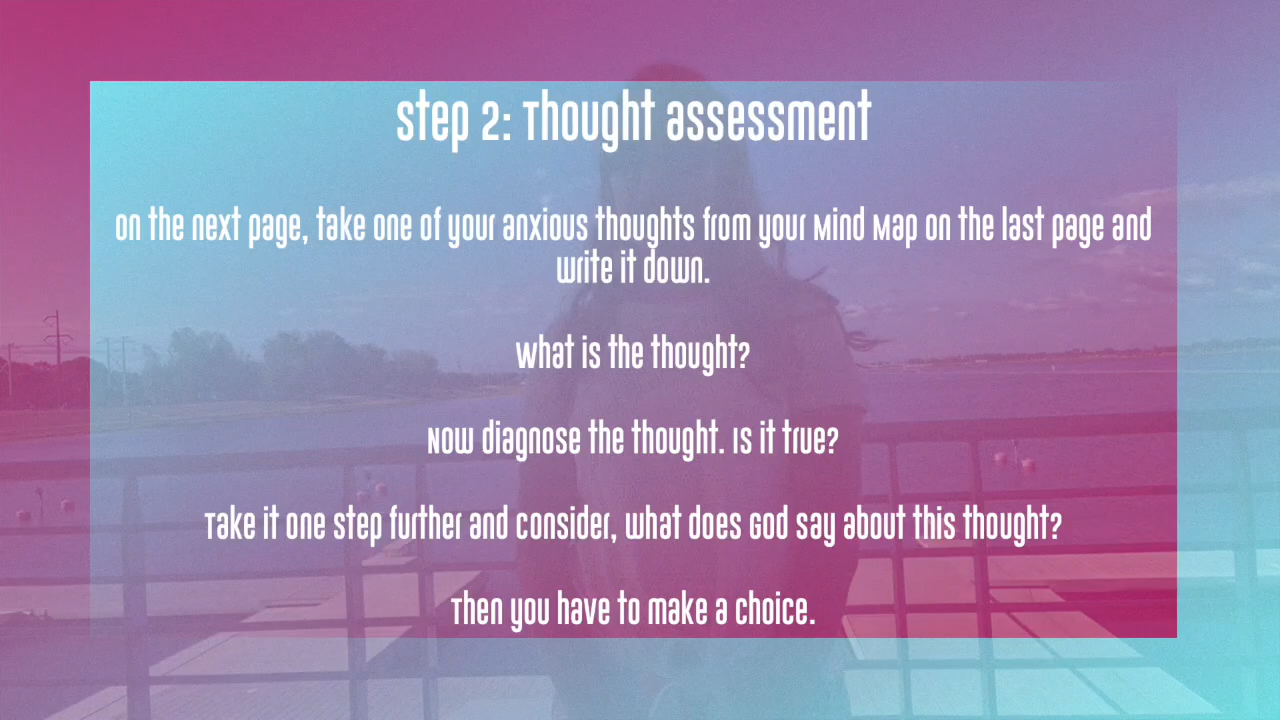 Step 2: Thought Assessment
On the next page, take one of your anxious thoughts from your Mind Map on the last page and
write it down.
What is the thought?
Now diagnose the thought. Is it true?
Take it one step further and consider, what does God say about this thought?
Then you have to make a choice.